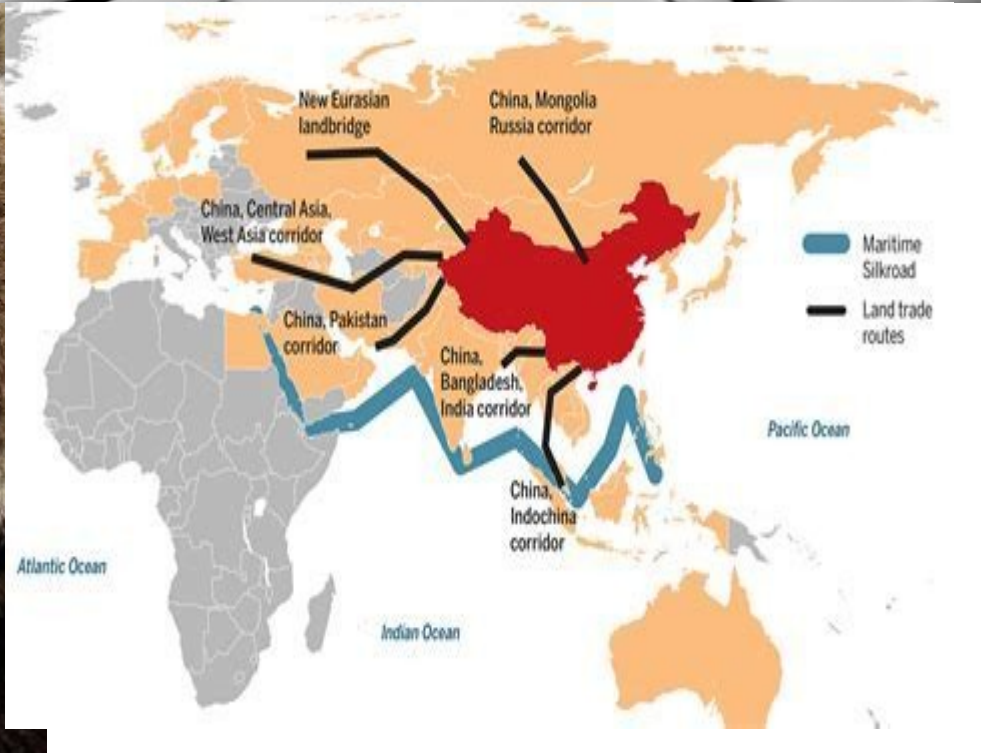 New Eurasian
landbridge
China, Mongolia
Russia corridor
China, Central Asia,
West Asia corridor
Maritime
Silkroad
Land trade
routes
China, Pakistan
corridor
China,
Bangladesh,
India corridor
Pacific Ocean
China,
Indochina
corridor
Atlantic Ocean
Indian Ocean